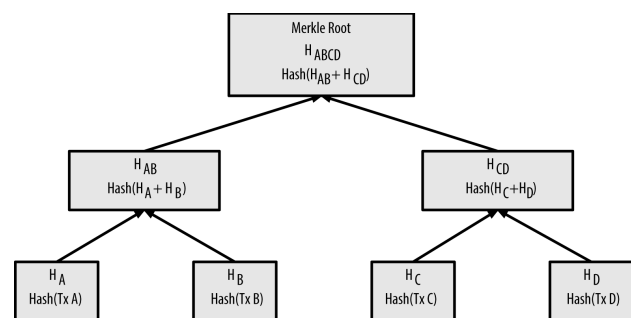 Merkle Root
H ABCD
Hash(H AB + H CD)
H AB
Hash(H A + H B)
H CD
Hash(H C+H D)
H A
Hash(Tx A)
H B
Hash(Tx B)
H C
Hash(Tx C)
H D
Hash(Tx D)